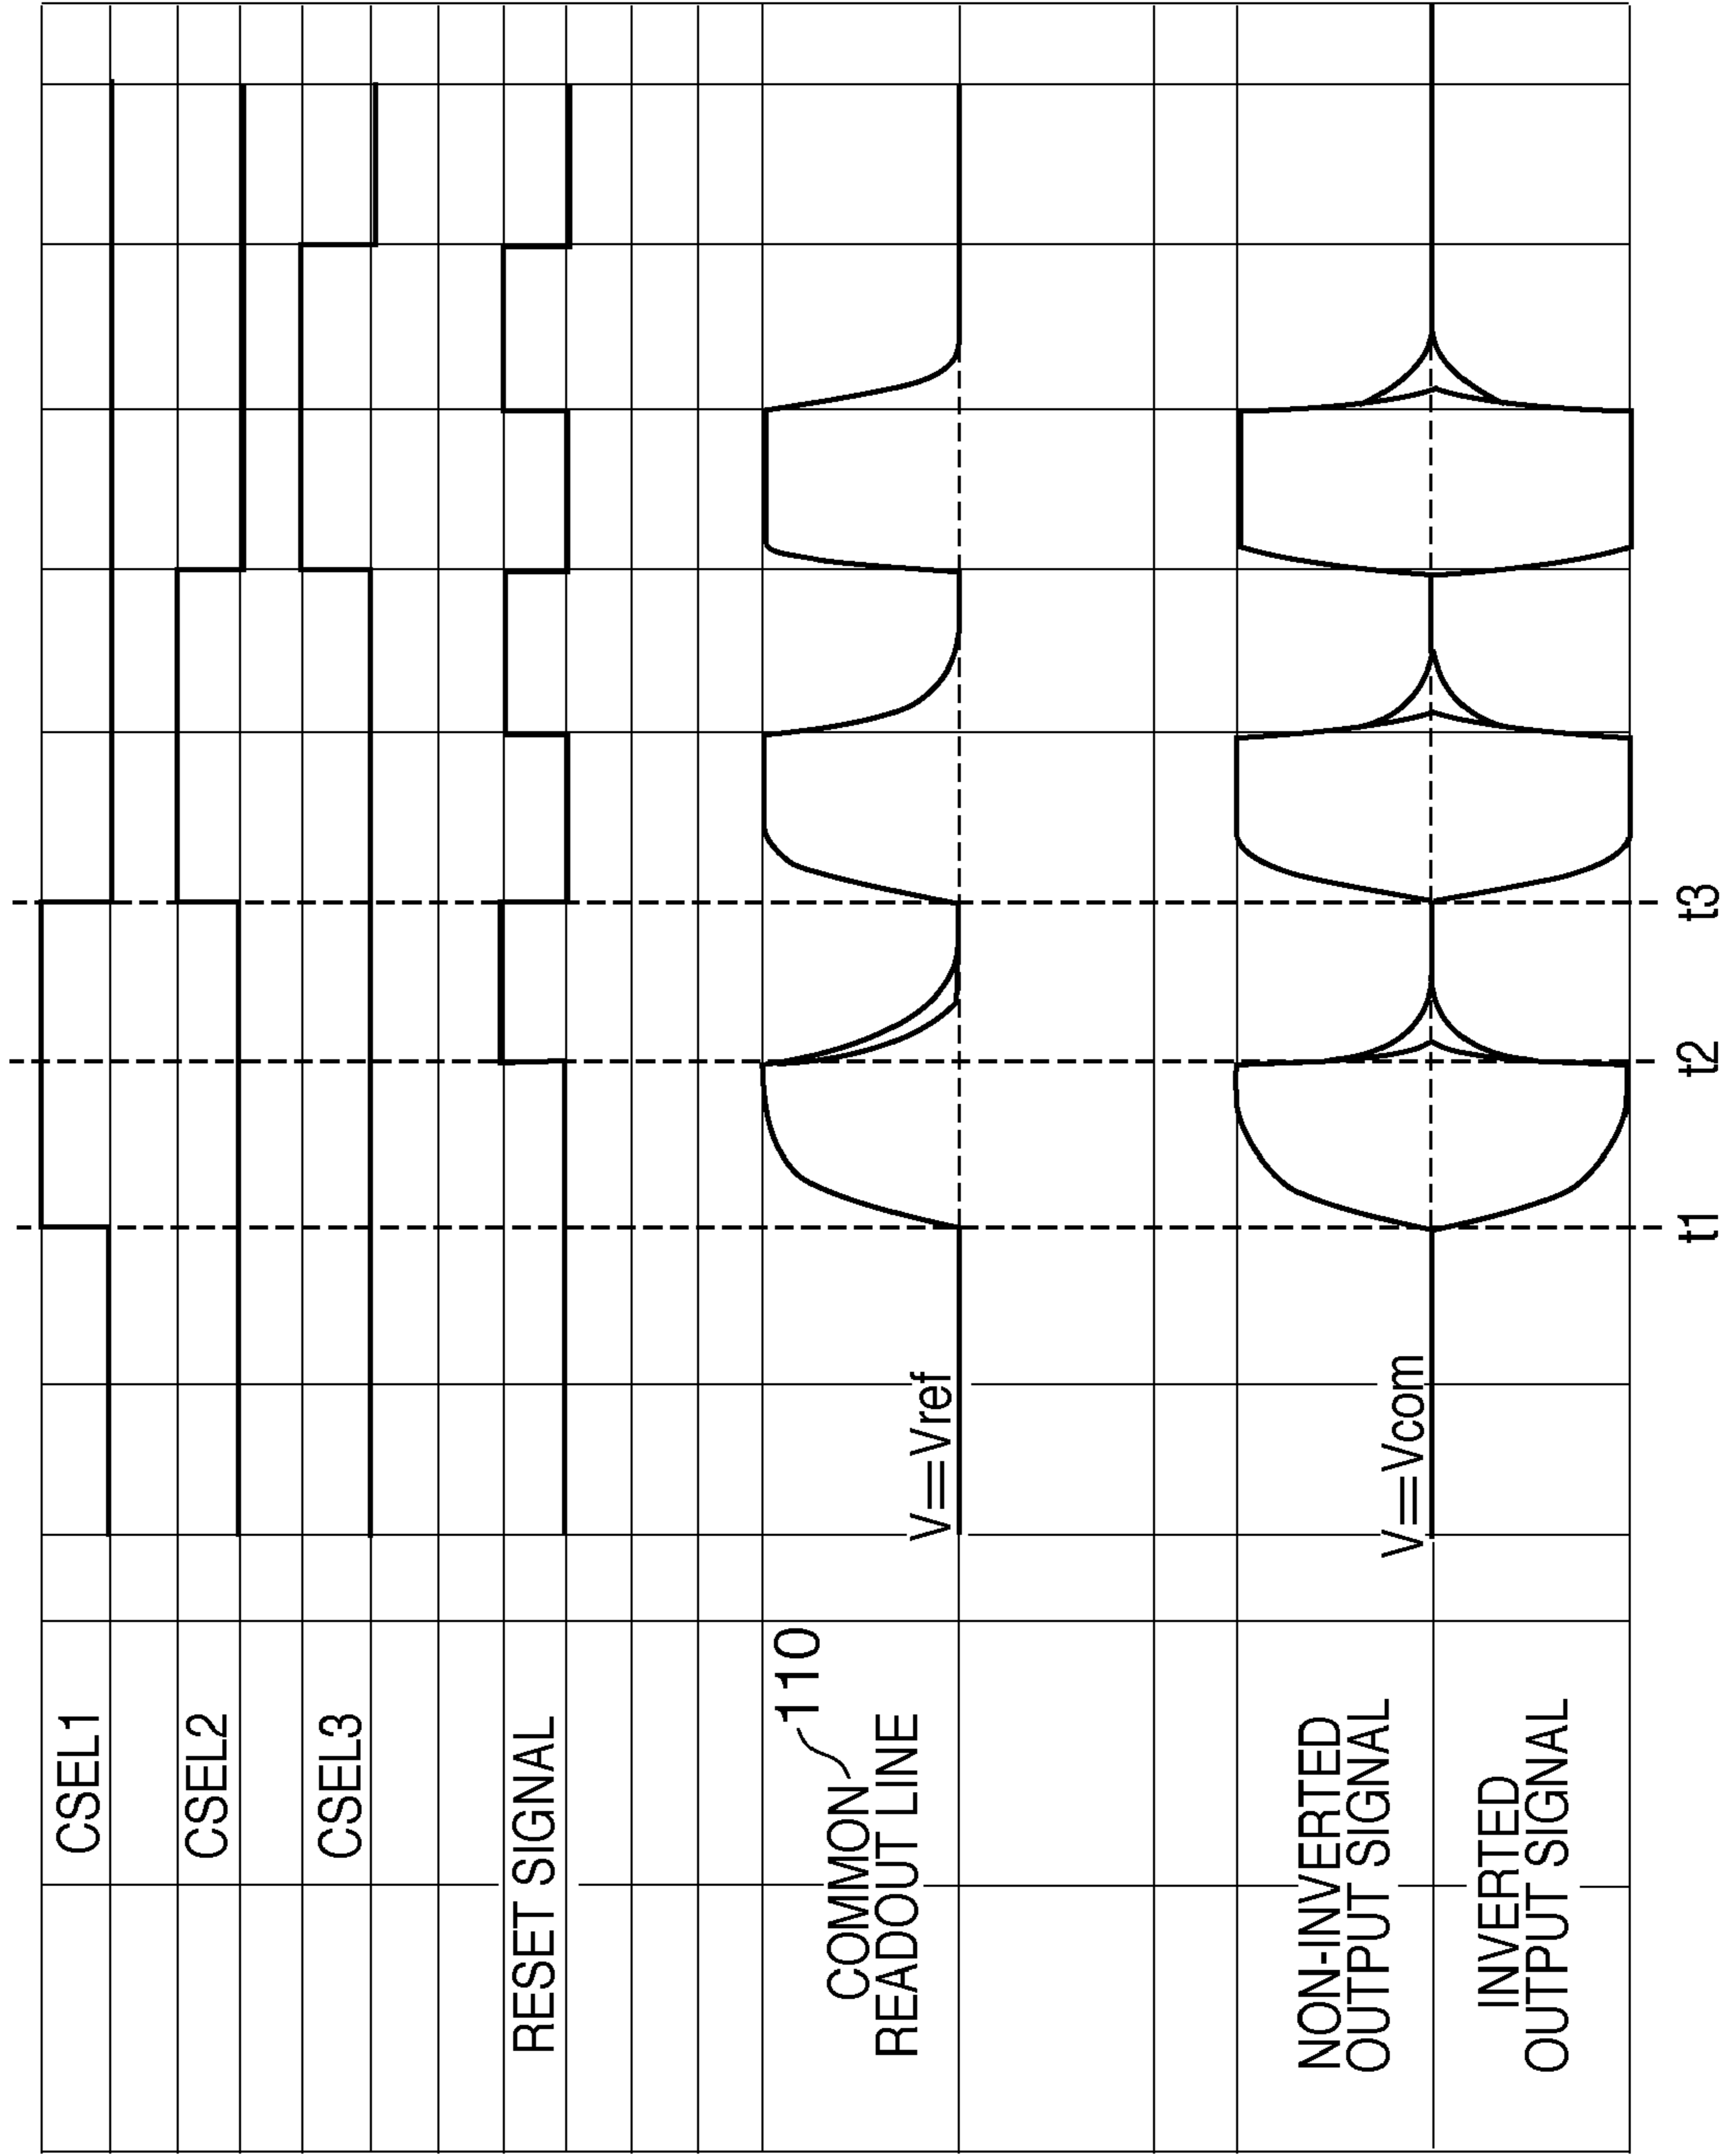 CSEL1
CSEL2
CSEL3
RESET SIGNAL
COMMON 110
READOUT LINE
V=Vref
NON-INVERTED
OUTPUT SIGNAL
V=Vcom
INVERTED
OUTPUT SIGNAL
t1 t2 t3